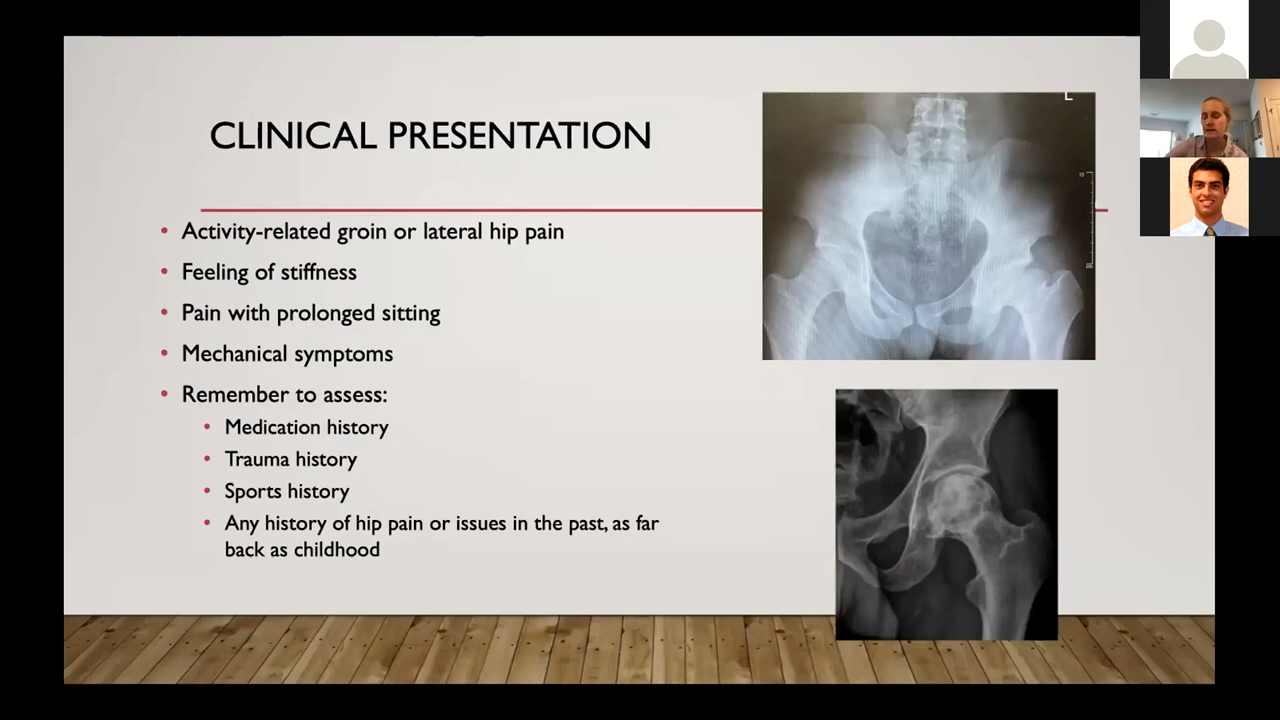 CLINICAL PRESENTATION
• Activity-related groin or lateral hip pain
• Feeling of stiffness
• Pain with prolonged sitting
• Mechanical symptoms
• Remember to assess:
• Medication history
• Trauma history
• Sports history
• Any history of hip pain or issues in the past, as far
back as childhood
L
10